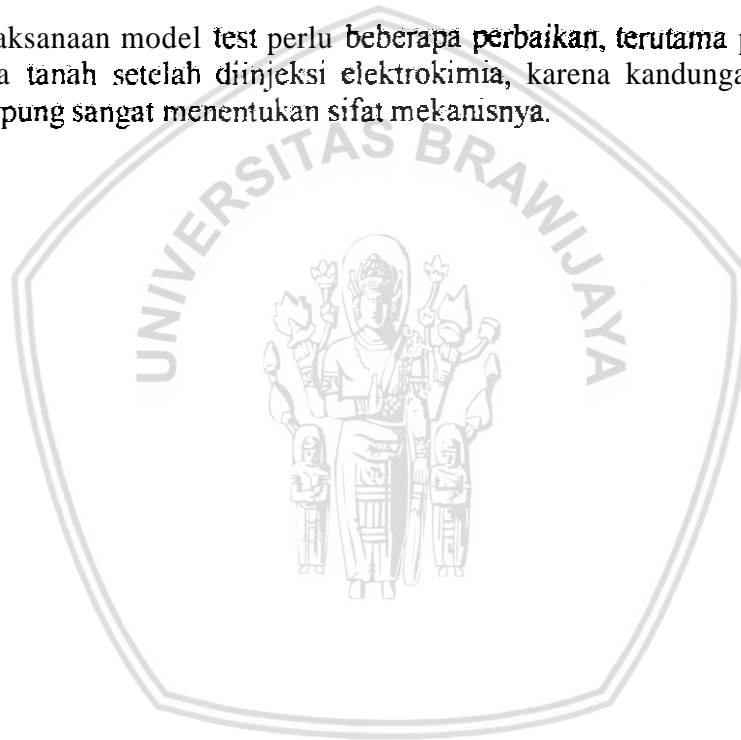 aksanaan model test perlu beberapa perbaikan, terutama p
a tanah setelah diinjeksi elektrokimia, karena kandunga
pung sangat menentukan sifat mekanisnya.
UNIVERSITAS BRAWIJAYA